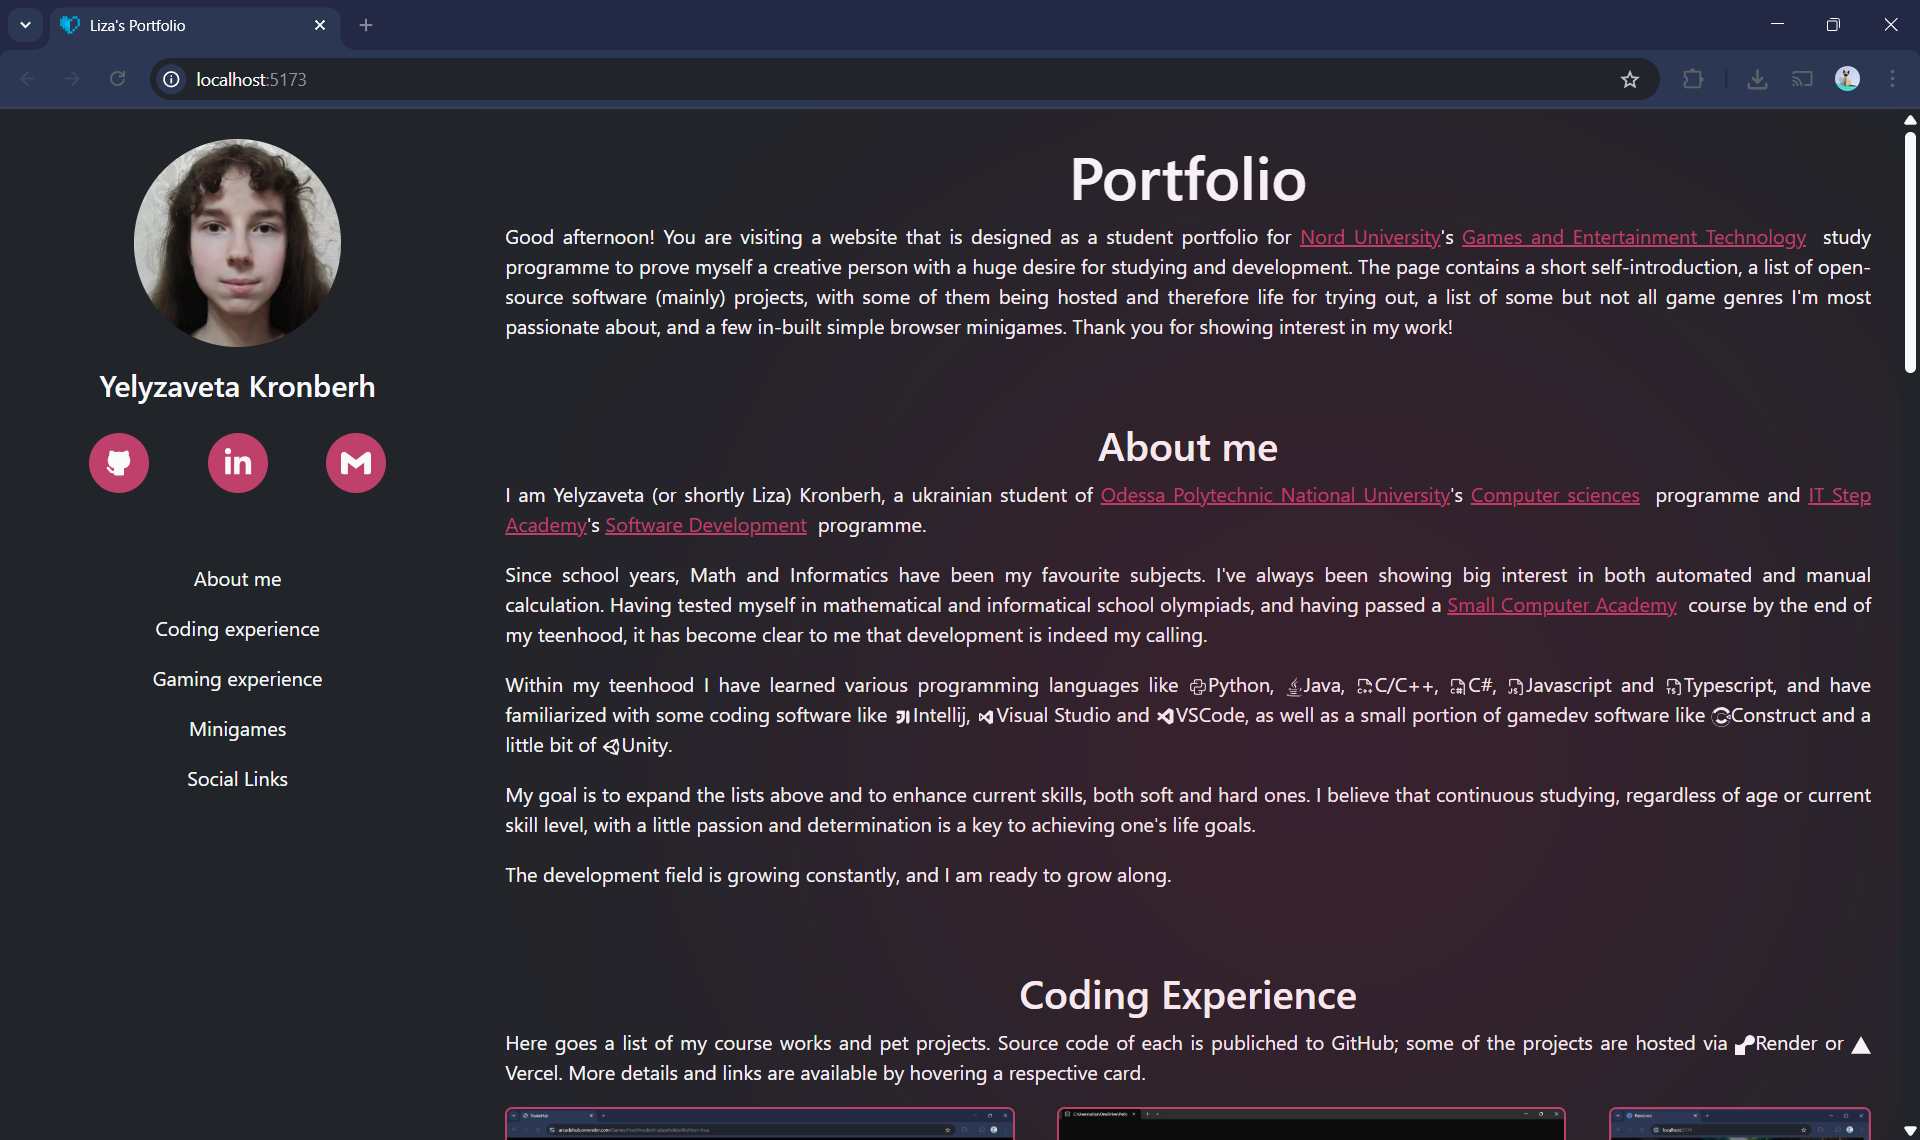 Liza's Portfolio
localhost:5173
Yelyzaveta Kronberh
About me
Coding experience
Gaming experience
Minigames
Social Links
Portfolio
Good afternoon! You are visiting a website that is designed as a student portfolio for Nord University's Games and Entertainment Technology study
programme to prove myself a creative person with a huge desire for studying and development. The page contains a short self-introduction, a list of open-
source software (mainly) projects, with some of them being hosted and therefore life for trying out, a list of some but not all game genres I'm most
passionate about, and a few in-built simple browser minigames. Thank you for showing interest in my work!
About me
I am Yelyzaveta (or shortly Liza) Kronberh, a ukrainian student of Odessa Polytechnic National University's Computer sciences programme and IT Step
Academy's Software Development programme.
Since school years, Math and Informatics have been my favourite subjects. I've always been showing big interest in both automated and manual
calculation. Having tested myself in mathematical and informatical school olympiads, and having passed a Small Computer Academy course by the end of
my teenhood, it has become clear to me that development is indeed my calling.
Within my teenhood I have learned various programming languages like Python, Java, C/C++, C#, Javascript and Typescript, and have
familiarized with some coding software like Intellij, Visual Studio and VSCode, as well as a small portion of gamedev software like Construct and a
little bit of Unity.
My goal is to expand the lists above and to enhance current skills, both soft and hard ones. I believe that continuous studying, regardless of age or current
skill level, with a little passion and determination is a key to achieving one's life goals.
The development field is growing constantly, and I am ready to grow along.
Coding Experience
Here goes a list of my course works and pet projects. Source code of each is publiched to GitHub; some of the projects are hosted via Render or
Vercel. More details and links are available by hovering a respective card.